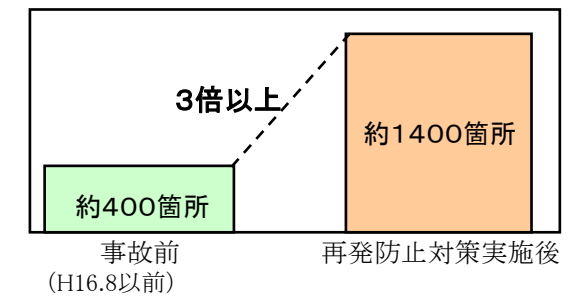 3倍以上
約1400箇所
約400箇所
事故前
再発防止対策実施後
(H16.8以前)